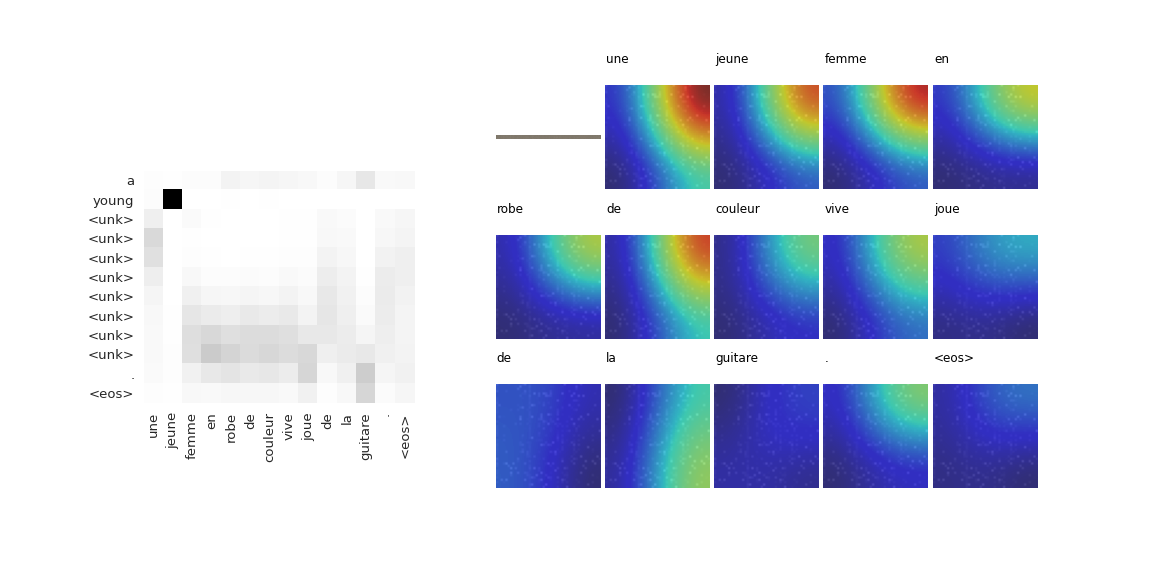 a
young
<unk>
<unk>
<unk>
<unk>
<unk>
<unk>
<unk>
<unk>
.
<eos>
une jeune femme en robe de couleur vive joue de la guitare . <eos>
une jeune femme en
robe de couleur vive joue
de la guitare . <eos>